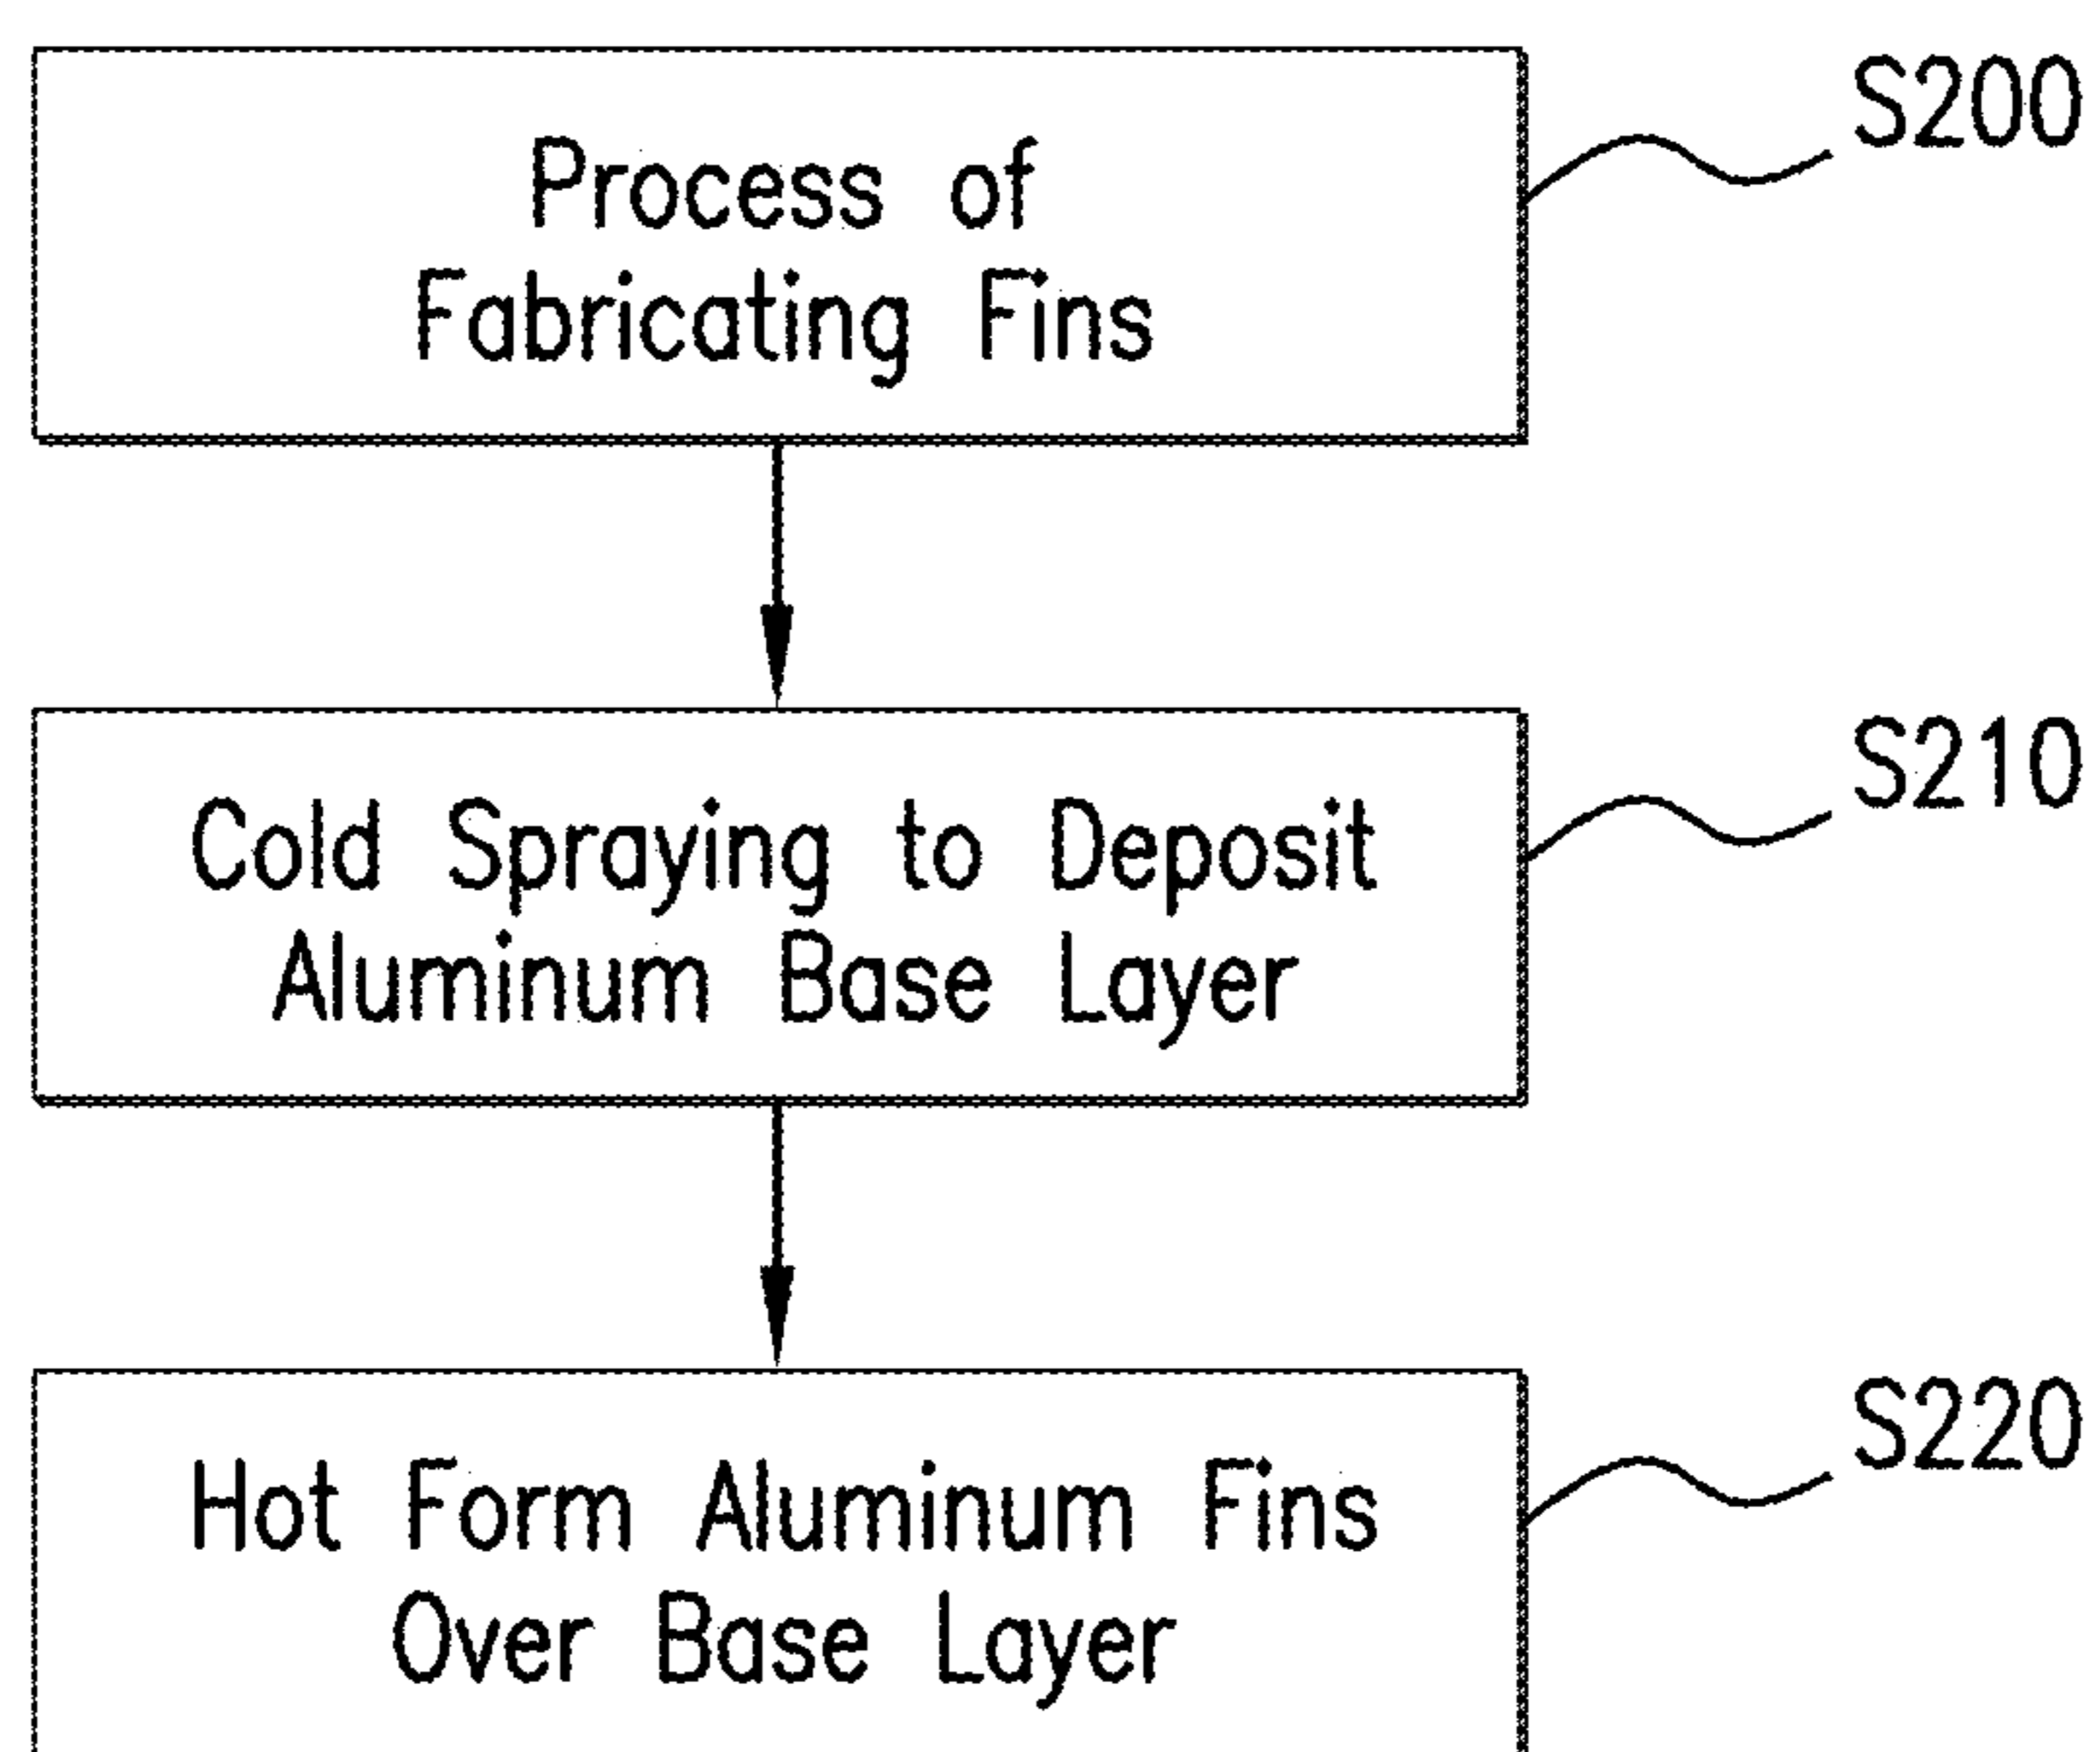 Process of
Fabricating Fins
S200
Cold Spraying to Deposit
Aluminum Base Layer
S210
Hot Form Aluminum Fins
Over Base Layer
S220